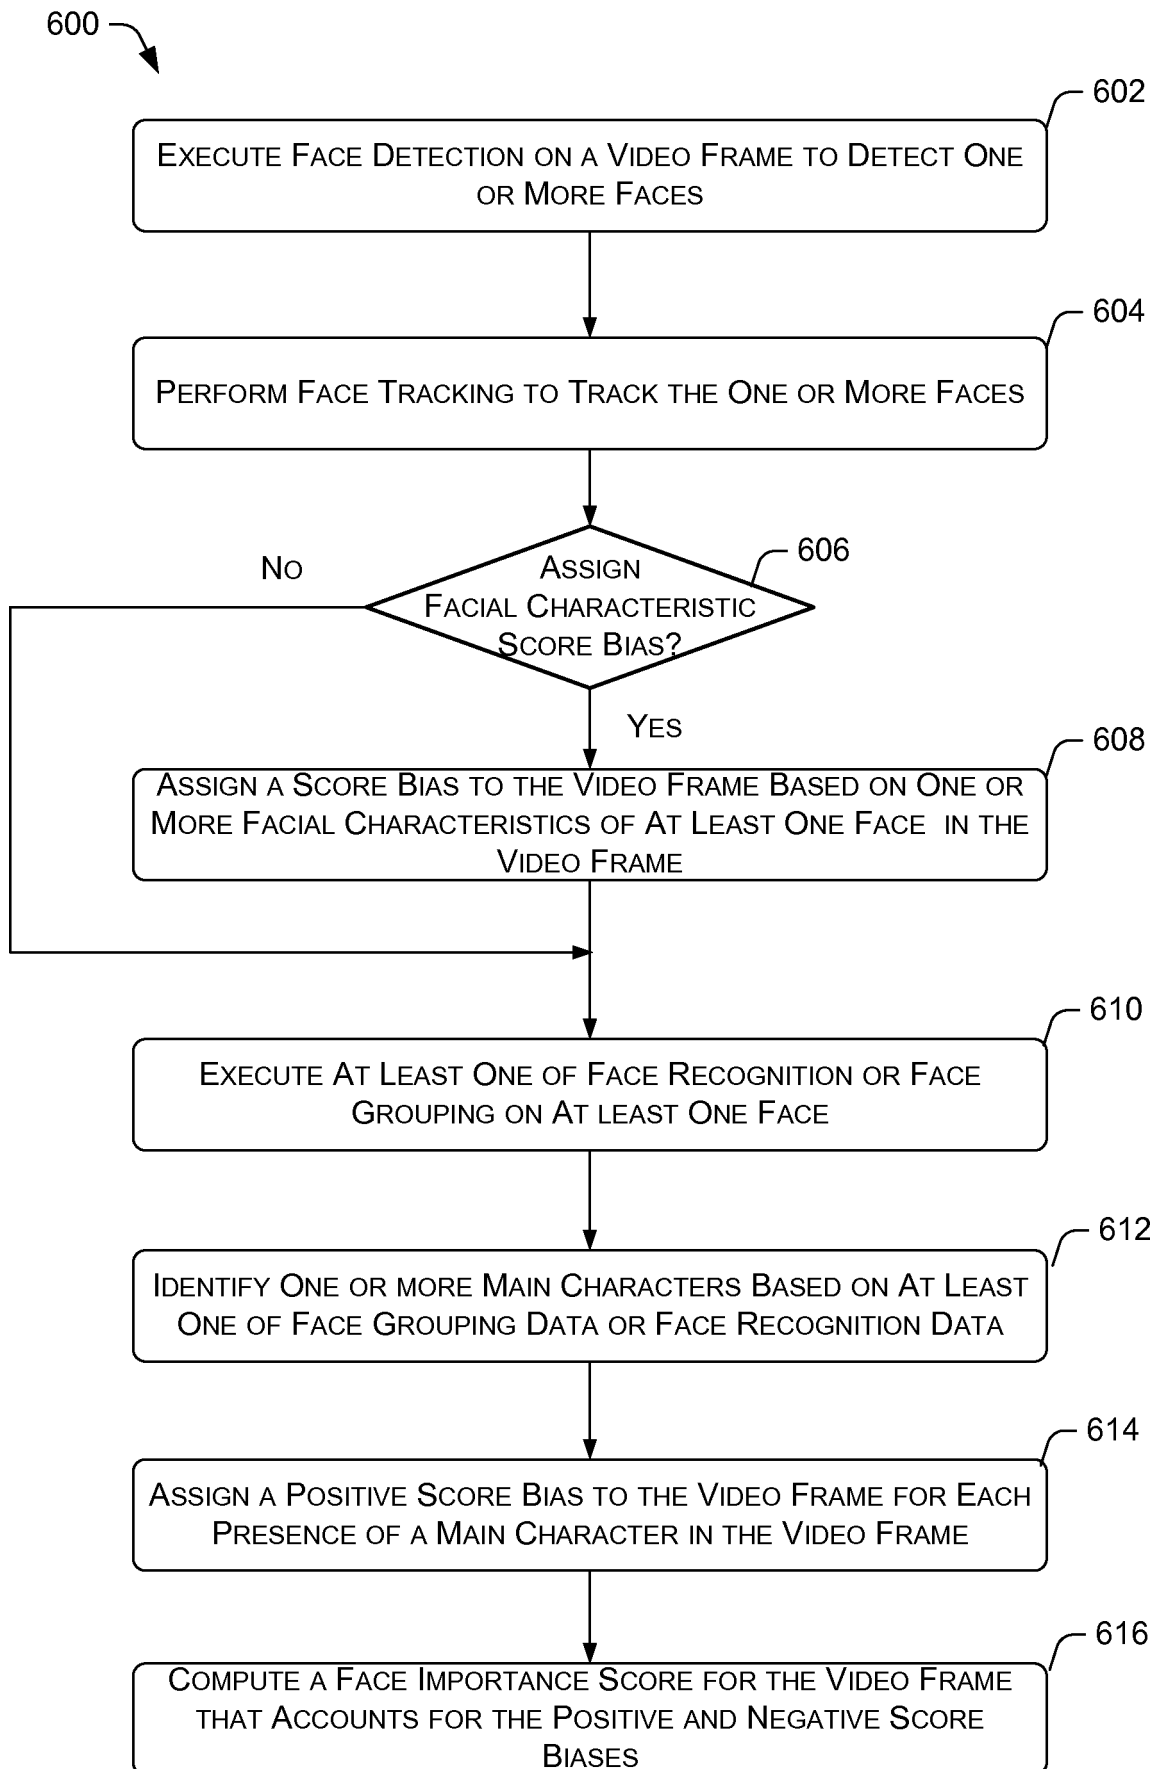 600
602
EXECUTE FACE DETECTION ON A VIDEO FRAME TO DETECT ONE
OR MORE FACES
604
PERFORM FACE TRACKING TO TRACK THE ONE OR MORE FACES
606
NO
ASSIGN
FACIAL CHARACTERISTIC
SCORE BIAS?
YES
608
ASSIGN A SCORE BIAS TO THE VIDEO FRAME BASED ON ONE OR
MORE FACIAL CHARACTERISTICS OF AT LEAST ONE FACE IN THE
VIDEO FRAME
610
EXECUTE AT LEAST ONE OF FACE RECOGNITION OR FACE
GROUPING ON AT LEAST ONE FACE
612
IDENTIFY ONE OR MORE MAIN CHARACTERS BASED ON AT LEAST
ONE OF FACE GROUPING DATA OR FACE RECOGNITION DATA
614
ASSIGN A POSITIVE SCORE BIAS TO THE VIDEO FRAME FOR EACH
PRESENCE OF A MAIN CHARACTER IN THE VIDEO FRAME
616
COMPUTE A FACE IMPORTANCE SCORE FOR THE VIDEO FRAME
THAT ACCOUNTS FOR THE POSITIVE AND NEGATIVE SCORE
BIASES